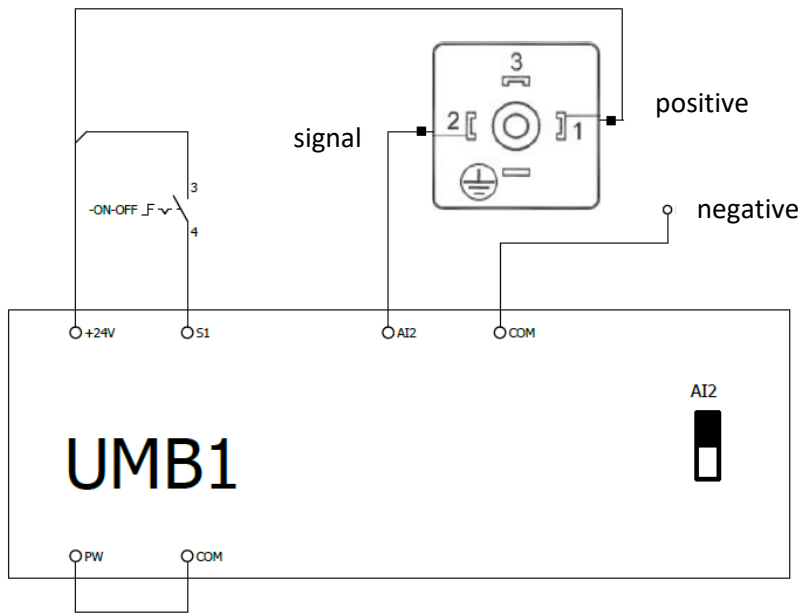 3
positive
2
1
signal
3
-ON-OFF
4
negative
+24V
S1
AI2
COM
AI2
UMB1
PW
COM